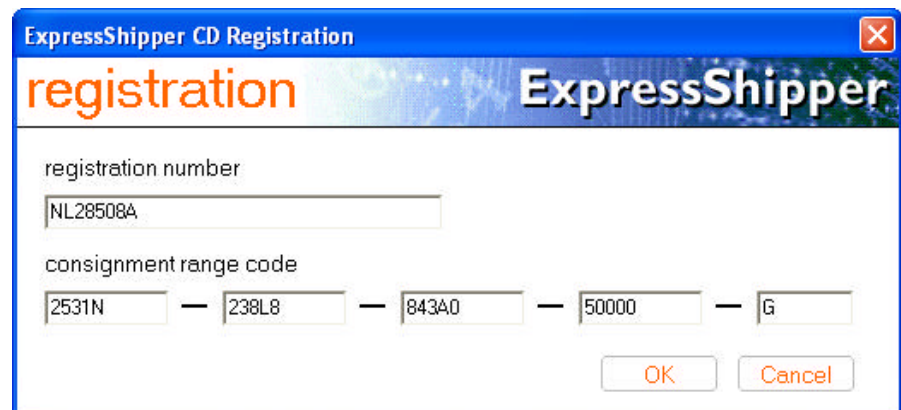 ExpressShipper CD Registration
registration ExpressShipper
registration number
NL28508A
consignment range code
2531N — 238L8 — 843A0 — 50000 — G
OK Cancel